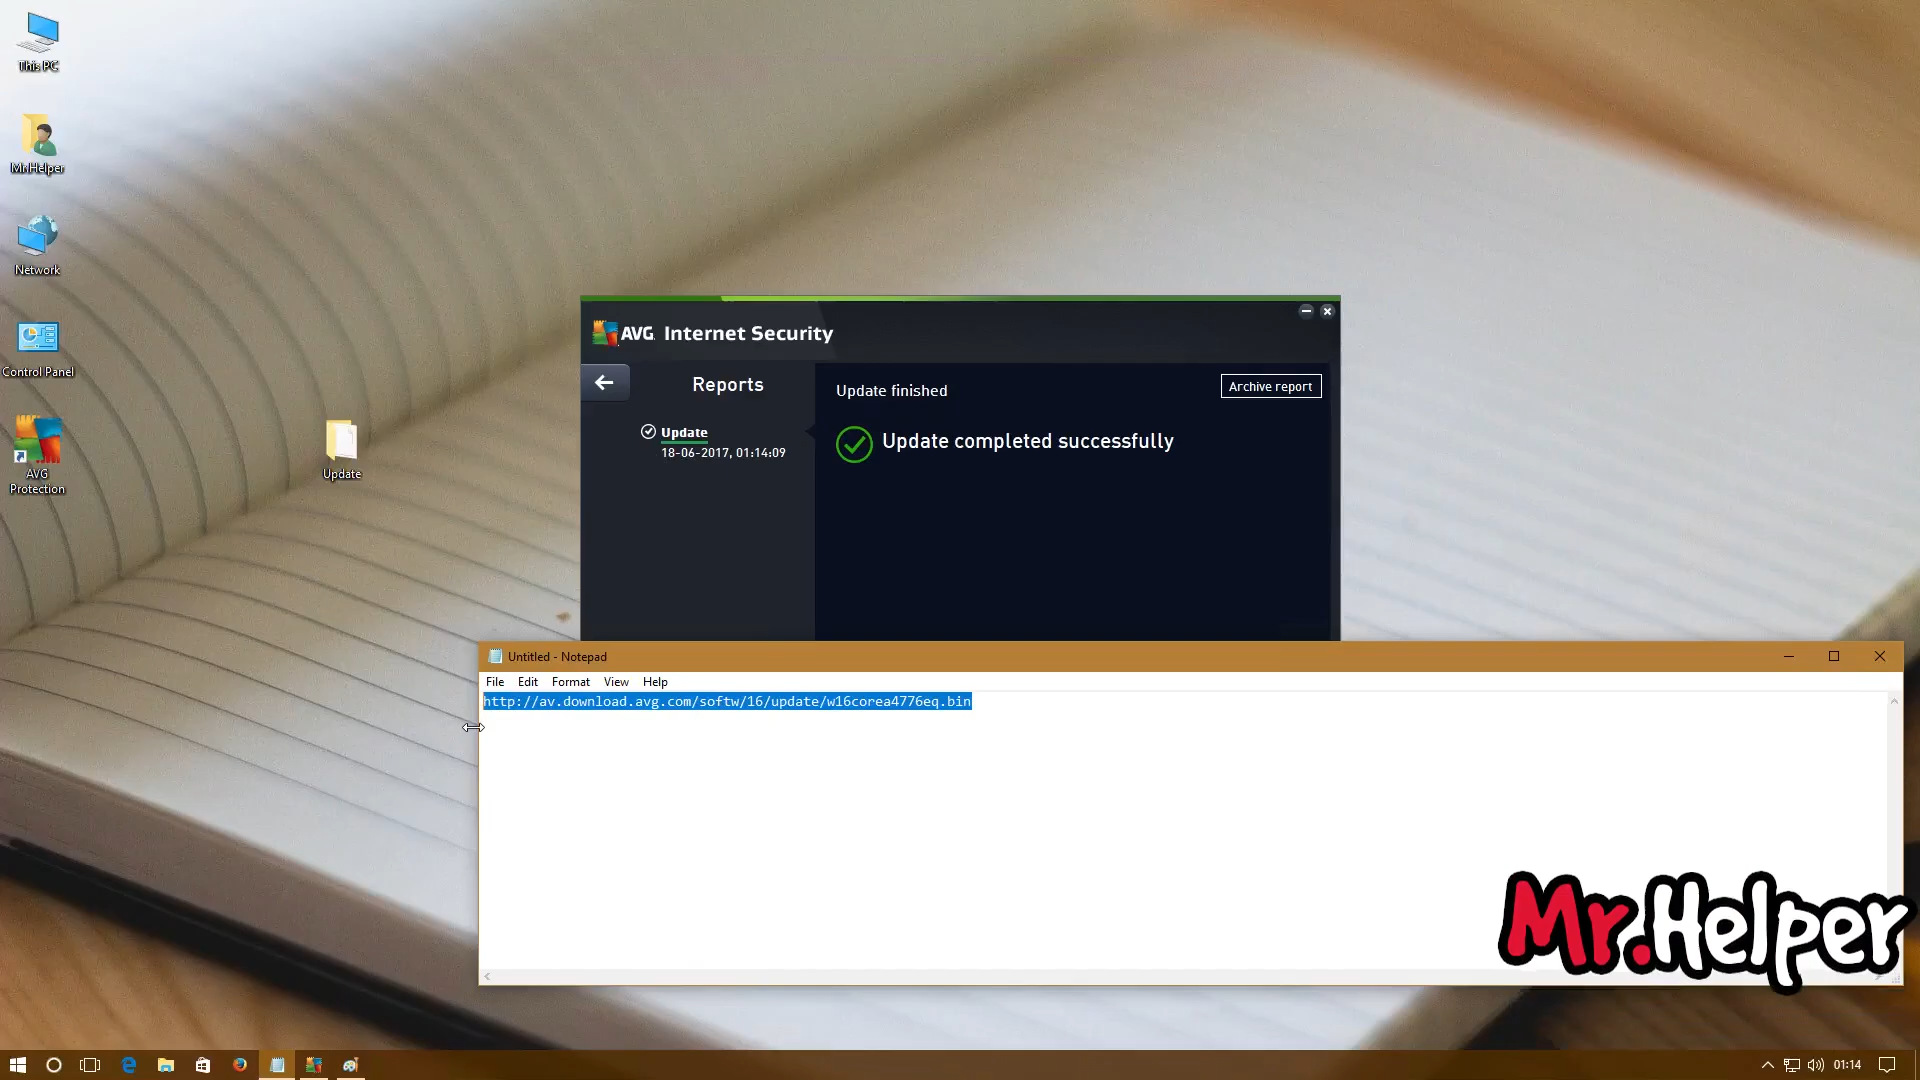 This PC
MrHelper
Network
Control Panel
AVG
Protection
Update
AVG Internet Security
Reports
Update
18-06-2017, 01:14:09
Update finished
Archive report
Update completed successfully
Untitled - Notepad
File Edit Format View Help
http://av.download.avg.com/softw/16/update/w16corea4776eq.bin
Mr.Helper
01:14